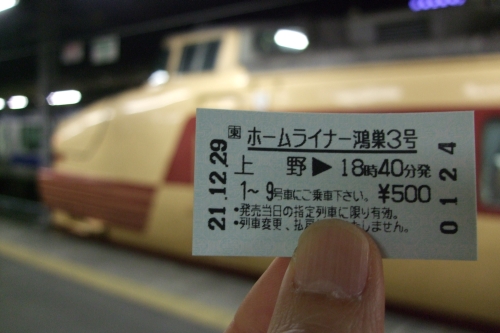 東 ホームライナー鴻巣3号
上 野 ▶ 18時40分発
1〜9号車にご乗車下さい。 ¥500
・発売当日の指定列車に限り有効。
・列車変更、払 たしません。
21.12.29
0124